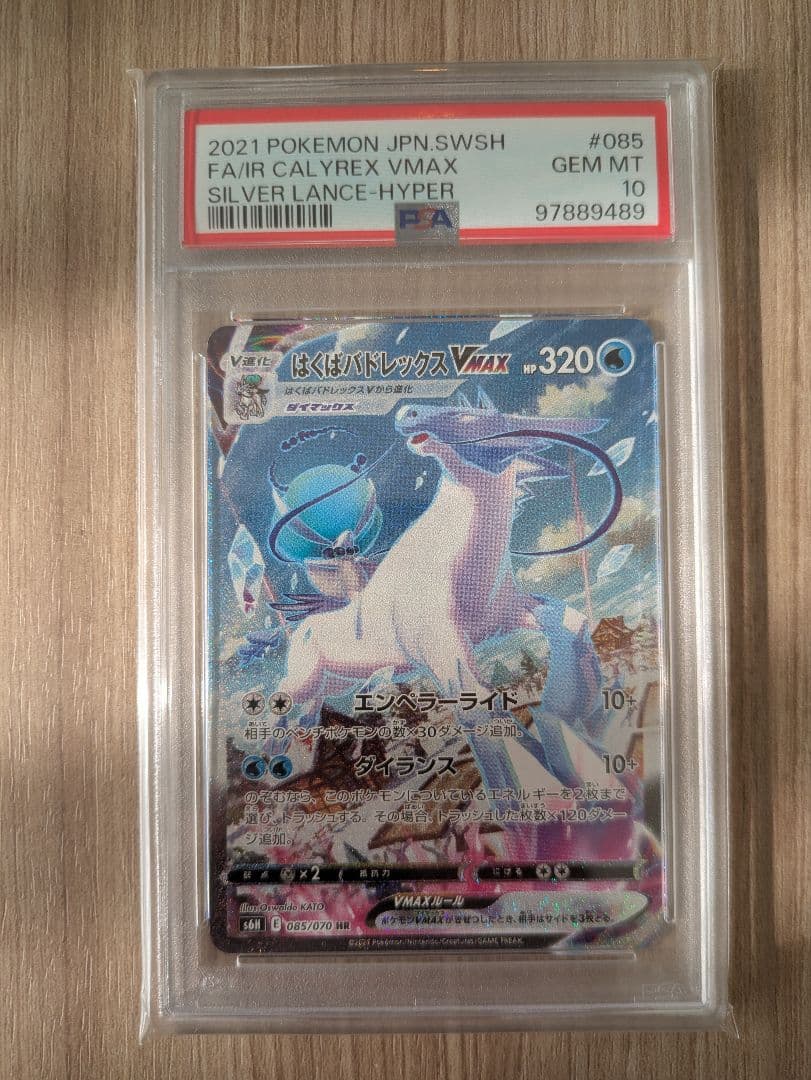 2021 POKEMON JPN.SWSH #085
FA/IR CALYREX VMAX GEM MT
SILVER LANCE-HYPER 10
PSA 97889489
V進化 はくばバドレックスVMAX HP320
はくばバドレックスVから進化
ダイマックス
エンペラーライド 10+
相手のベンチポケモンの数×30ダメージ追加。
ダイランス 10+
のぞむなら、このポケモンについているエネルギーを2枚まで
選び、トラッシュする。その場合、トラッシュした枚数×120ダメー
ジ追加。
弱点 ×2 抵抗力 にげる
illus. Oswaldo KATO VMAXルール
s6H E 085/070 HR ポケモンVMAXがきぜつしたとき、相手はサイドを3枚とる。
©2021 Pokémon/Nintendo/Creatures/GAME FREAK.